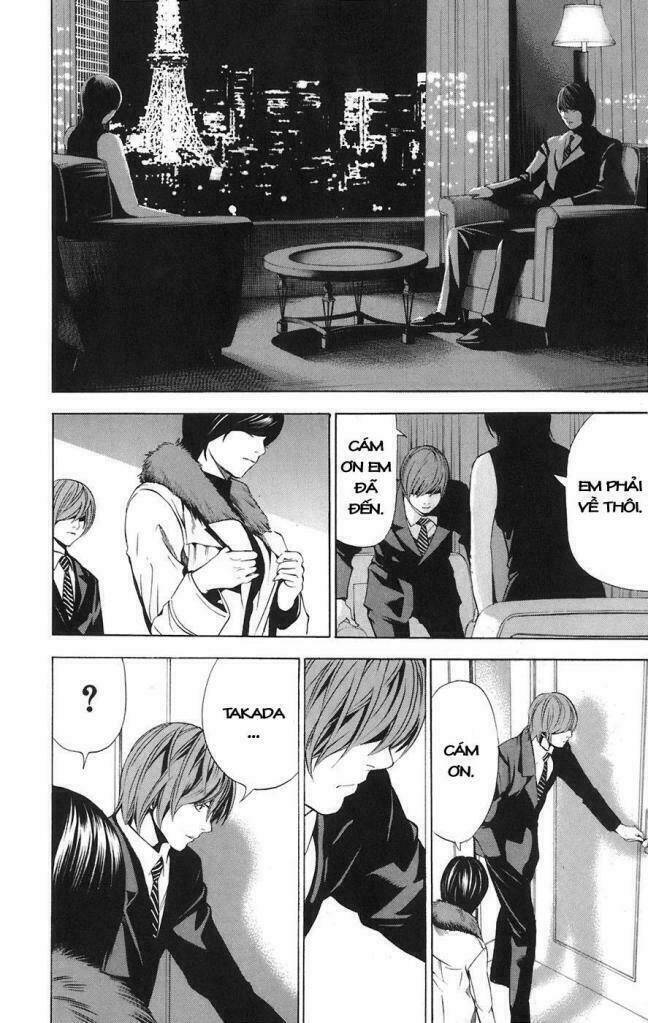 EM PHẢI
VỀ THÔI.
CÁM
ƠN EM
ĐÃ
ĐẾN.
CÁM
ƠN.
TAKADA
...
?